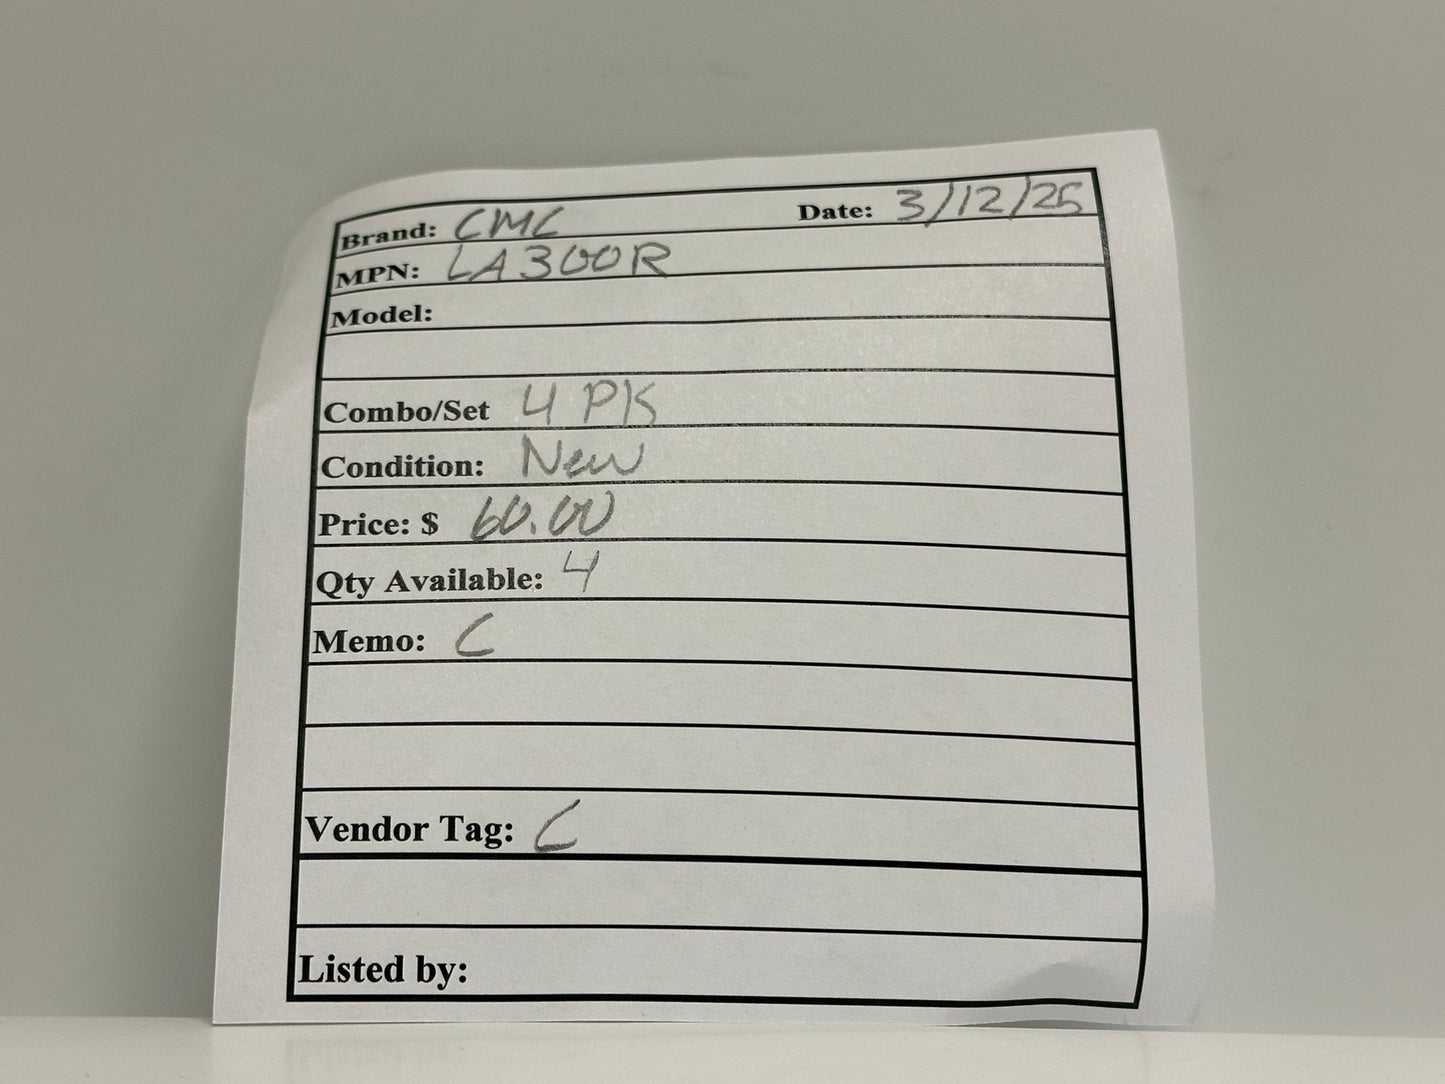 Brand: CMC Date: 3/12/25
MPN: LA300R
Model:
Combo/Set 4 PK
Condition: New
Price: $ 60.00
Qty Available: 4
Memo: C
Vendor Tag: C
Listed by: